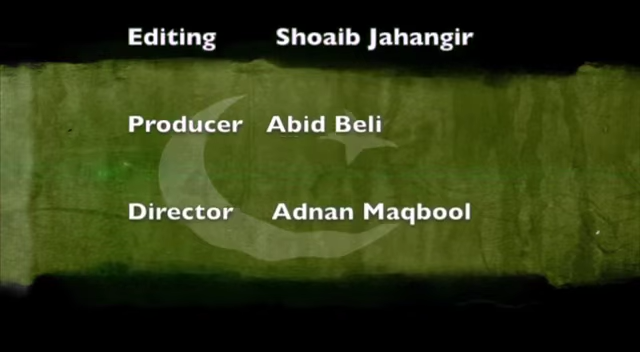 Editing Shoaib Jahangir
Producer Abid Beli
Director Adnan Maqbool